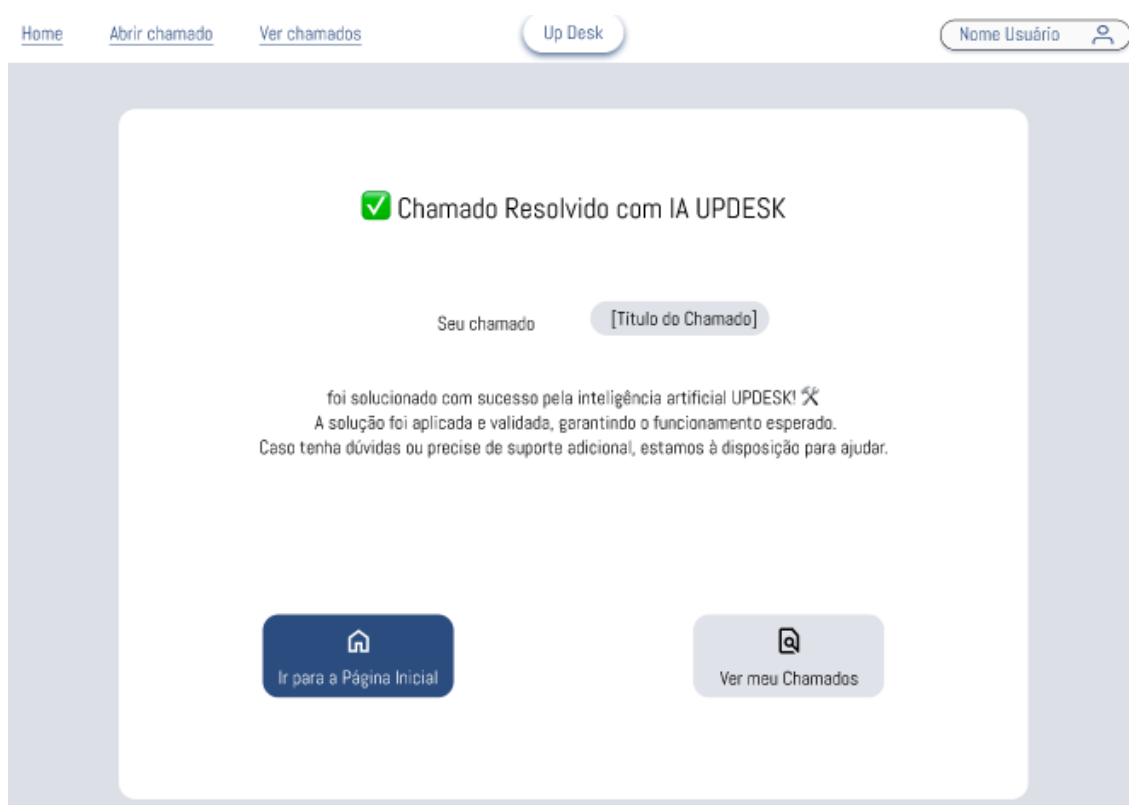 Home Abrir chamado Ver chamados Up Desk Nome Usuário
✅ Chamado Resolvido com IA UPDESK
Seu chamado [Título do Chamado]
foi solucionado com sucesso pela inteligência artificial UPDESK! 🛠
A solução foi aplicada e validada, garantindo o funcionamento esperado.
Caso tenha dúvidas ou precise de suporte adicional, estamos à disposição para ajudar.
Ir para a Página Inicial Ver meu Chamados